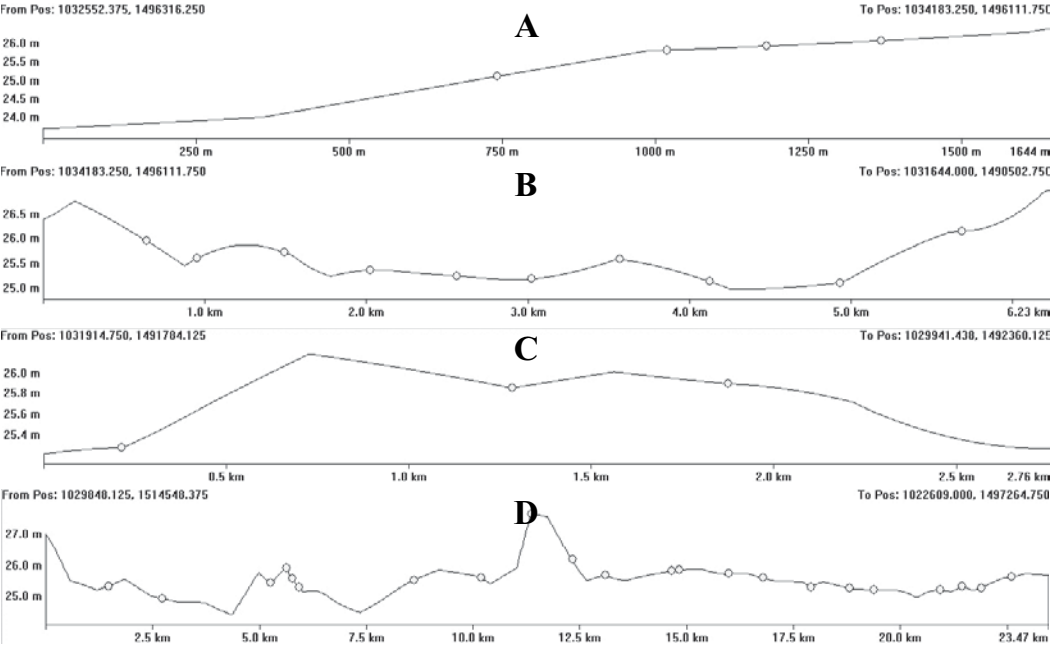 From Pos: 1032552.375, 1496316.250 A To Pos: 1034183.250, 1496111.750
26.0 m
25.5 m
25.0 m
24.5 m
24.0 m
250 m 500 m 750 m 1000 m 1250 m 1500 m 1644 m
From Pos: 1034183.250, 1496111.750 B To Pos: 1031644.000, 1490502.750
26.5 m
26.0 m
25.5 m
25.0 m
1.0 km 2.0 km 3.0 km 4.0 km 5.0 km 6.23 km
From Pos: 1031914.750, 1491784.125 C To Pos: 1029941.438, 1492360.125
26.0 m
25.8 m
25.6 m
25.4 m
0.5 km 1.0 km 1.5 km 2.0 km 2.5 km 2.76 km
From Pos: 1029848.125, 1514548.375 D To Pos: 1022609.000, 1497264.750
27.0 m
26.0 m
25.0 m
2.5 km 5.0 km 7.5 km 10.0 km 12.5 km 15.0 km 17.5 km 20.0 km 23.47 km